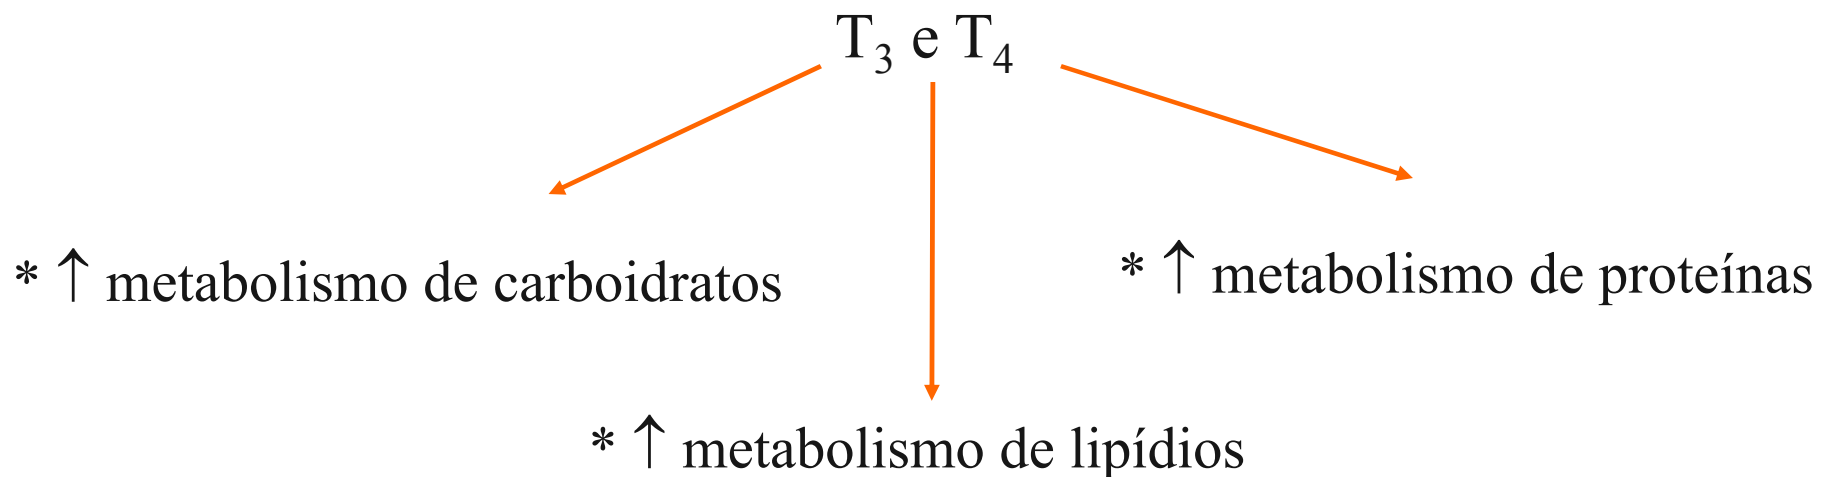 T₃ e T₄
* ↑ metabolismo de carboidratos
* ↑ metabolismo de proteínas
* ↑ metabolismo de lipídios